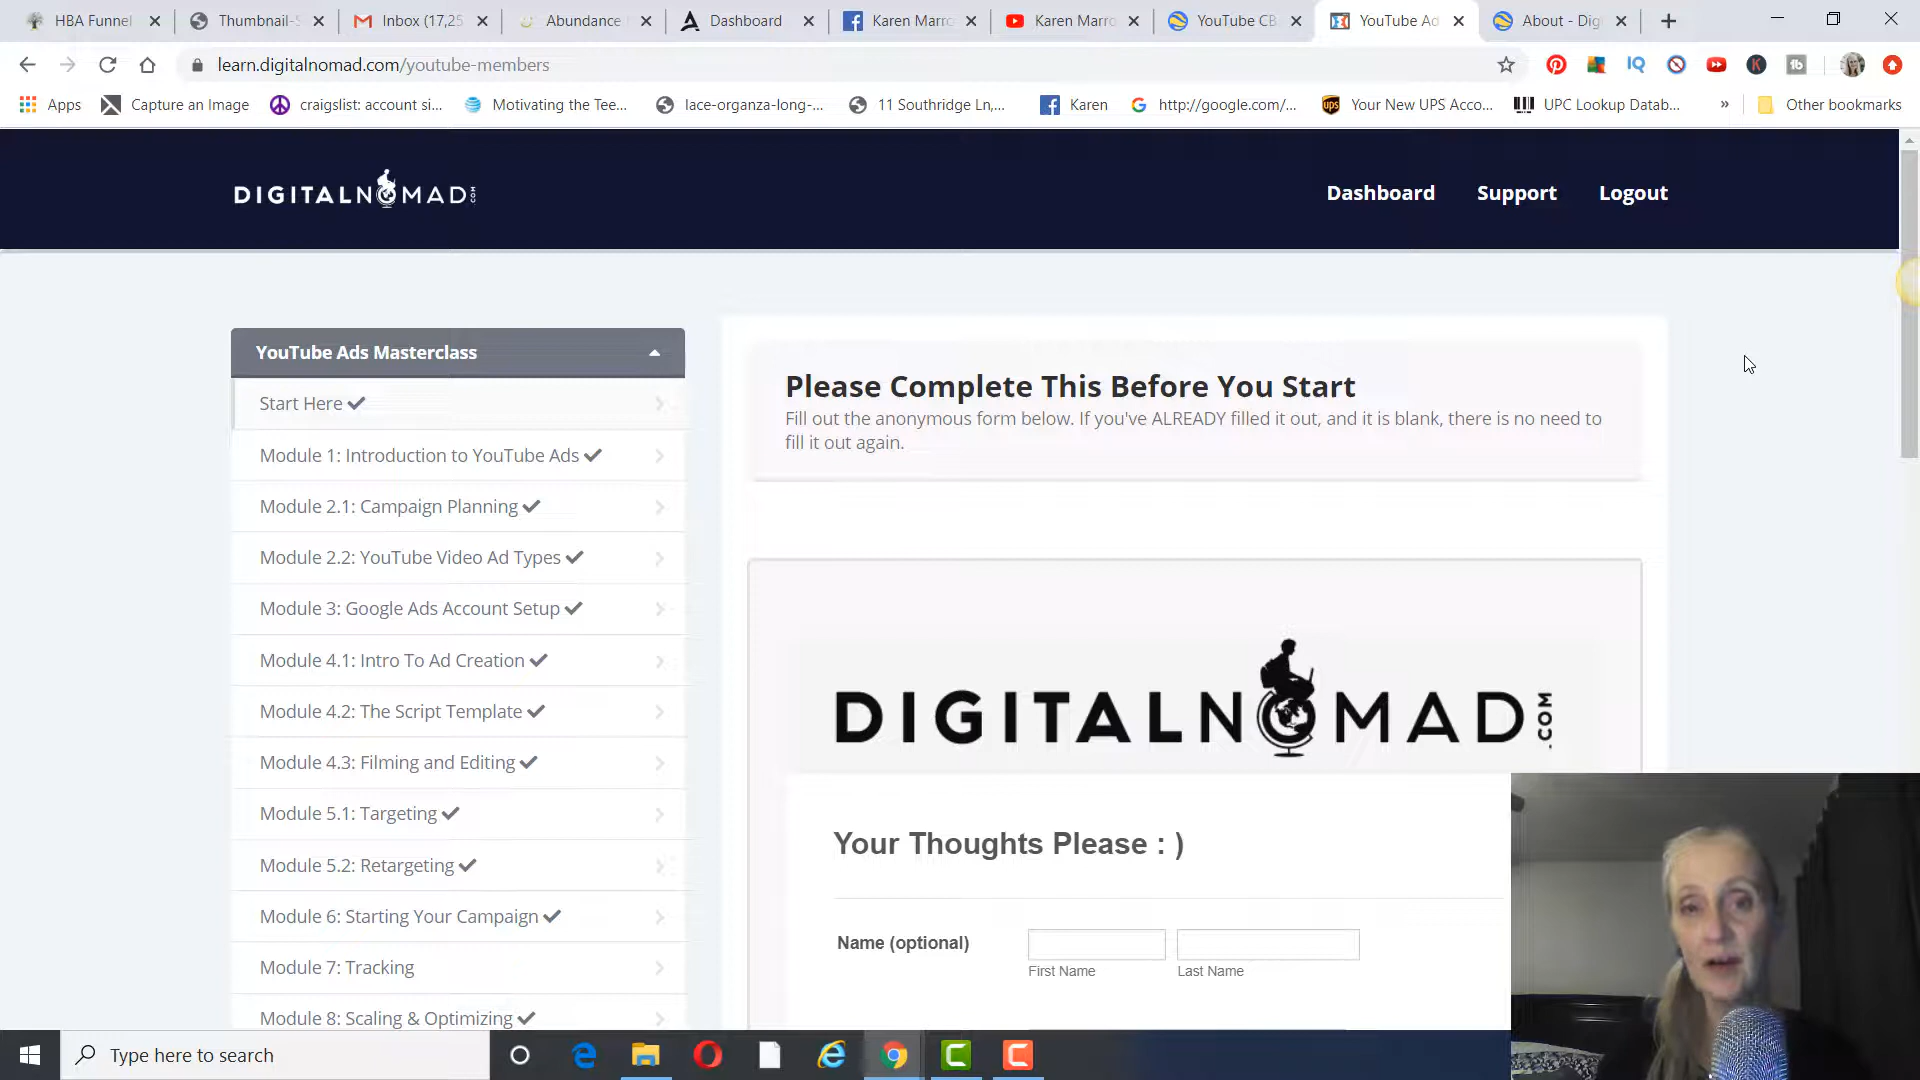 HBA Funnel
Thumbnail-S
Inbox (17,25
Abundance
Dashboard
Karen Marro
Karen Marro
YouTube CB
YouTube Ad
About - Dig
learn.digitalnomad.com/youtube-members
Apps
Capture an Image
craigslist: account si...
Motivating the Tee...
lace-organza-long-...
11 Southridge Ln,...
Karen
http://google.com/...
Your New UPS Acco...
UPC Lookup Datab...
»
Other bookmarks
DIGITALNOMAD.COM
Dashboard
Support
Logout
YouTube Ads Masterclass
Start Here
Module 1: Introduction to YouTube Ads
Module 2.1: Campaign Planning
Module 2.2: YouTube Video Ad Types
Module 3: Google Ads Account Setup
Module 4.1: Intro To Ad Creation
Module 4.2: The Script Template
Module 4.3: Filming and Editing
Module 5.1: Targeting
Module 5.2: Retargeting
Module 6: Starting Your Campaign
Module 7: Tracking
Module 8: Scaling & Optimizing
Please Complete This Before You Start
Fill out the anonymous form below. If you've ALREADY filled it out, and it is blank, there is no need to
fill it out again.
DIGITALNOMAD.COM
Your Thoughts Please : )
Name (optional)
First Name
Last Name
Type here to search